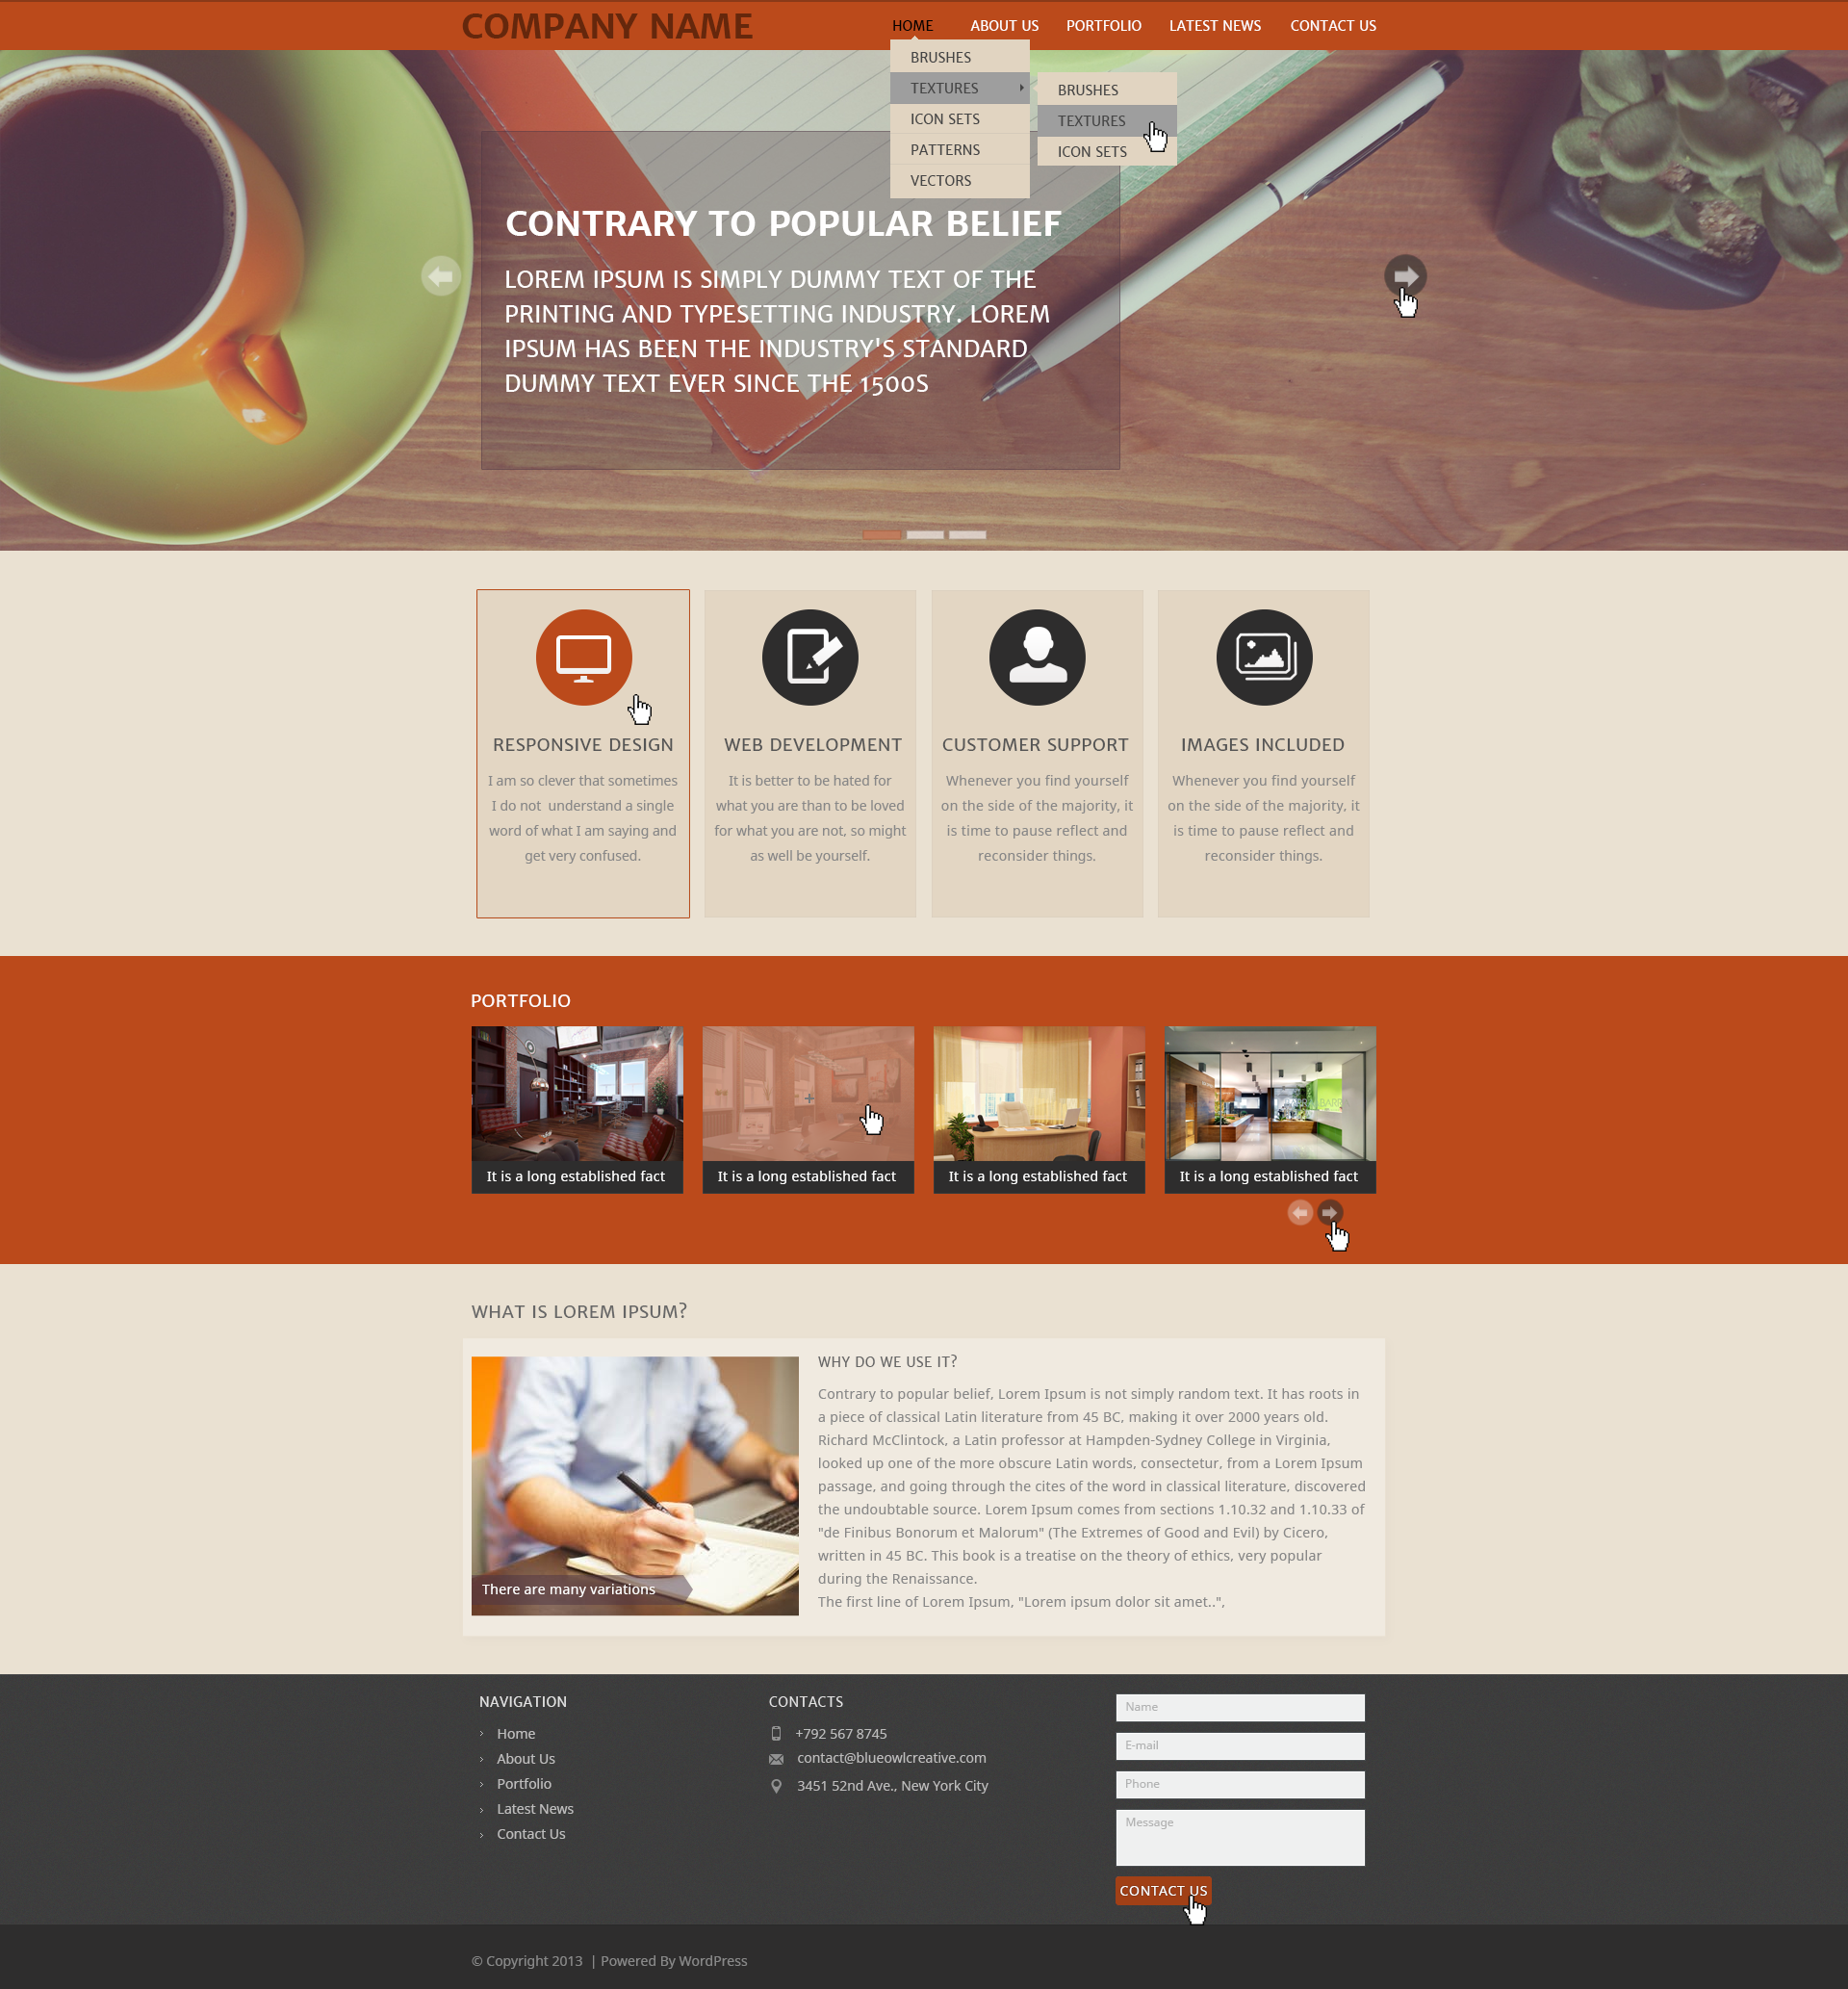 COMPANY NAME
HOME
ABOUT US
PORTFOLIO
LATEST NEWS
CONTACT US
BRUSHES
TEXTURES
ICON SETS
PATTERNS
VECTORS
BRUSHES
TEXTURES
ICON SETS
CONTRARY TO POPULAR BELIEF
LOREM IPSUM IS SIMPLY DUMMY TEXT OF THE
PRINTING AND TYPESETTING INDUSTRY. LOREM
IPSUM HAS BEEN THE INDUSTRY'S STANDARD
DUMMY TEXT EVER SINCE THE 1500S
RESPONSIVE DESIGN
I am so clever that sometimes
I do not  understand a single
word of what I am saying and
get very confused.
WEB DEVELOPMENT
It is better to be hated for
what you are than to be loved
for what you are not, so might
as well be yourself.
CUSTOMER SUPPORT
Whenever you find yourself
on the side of the majority, it
is time to pause reflect and
reconsider things.
IMAGES INCLUDED
Whenever you find yourself
on the side of the majority, it
is time to pause reflect and
reconsider things.
PORTFOLIO
It is a long established fact
It is a long established fact
It is a long established fact
It is a long established fact
WHAT IS LOREM IPSUM?
There are many variations
WHY DO WE USE IT?
Contrary to popular belief, Lorem Ipsum is not simply random text. It has roots in
a piece of classical Latin literature from 45 BC, making it over 2000 years old.
Richard McClintock, a Latin professor at Hampden-Sydney College in Virginia,
looked up one of the more obscure Latin words, consectetur, from a Lorem Ipsum
passage, and going through the cites of the word in classical literature, discovered
the undoubtable source. Lorem Ipsum comes from sections 1.10.32 and 1.10.33 of
"de Finibus Bonorum et Malorum" (The Extremes of Good and Evil) by Cicero,
written in 45 BC. This book is a treatise on the theory of ethics, very popular
during the Renaissance.
The first line of Lorem Ipsum, "Lorem ipsum dolor sit amet..",
NAVIGATION
Home
About Us
Portfolio
Latest News
Contact Us
CONTACTS
+792 567 8745
contact@blueowlcreative.com
3451 52nd Ave., New York City
Name
E-mail
Phone
Message
CONTACT US
© Copyright 2013  | Powered By WordPress